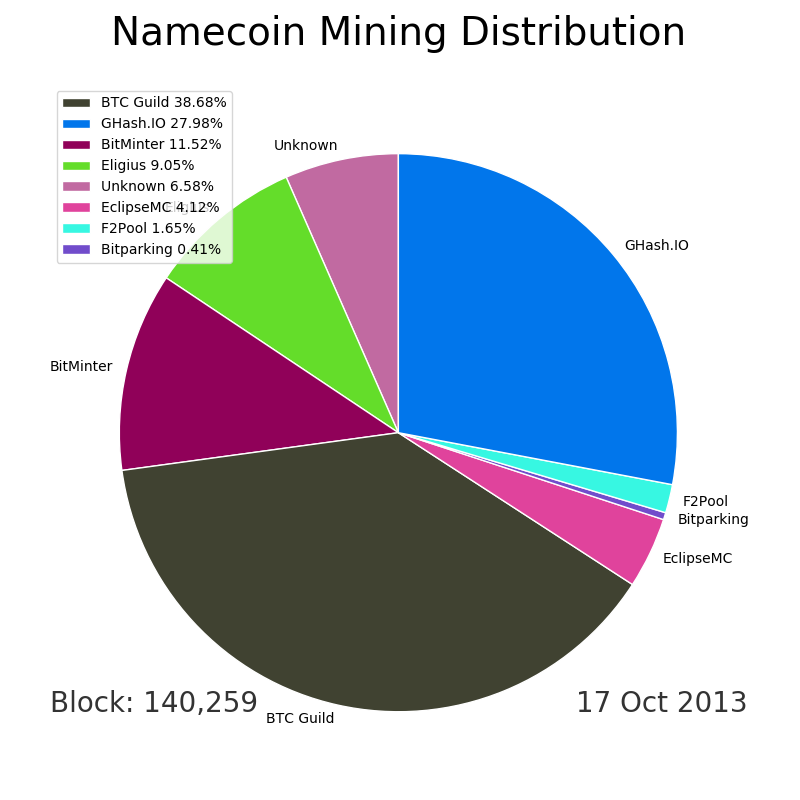 Namecoin Mining Distribution
BTC Guild 38.68%
GHash.IO 27.98%
BitMinter 11.52%
Eligius 9.05%
Unknown 6.58%
EclipseMC 4.12%
F2Pool 1.65%
Bitparking 0.41%
Unknown
GHash.IO
Eligius
BitMinter
F2Pool
Bitparking
EclipseMC
BTC Guild
Block: 140,259
17 Oct 2013